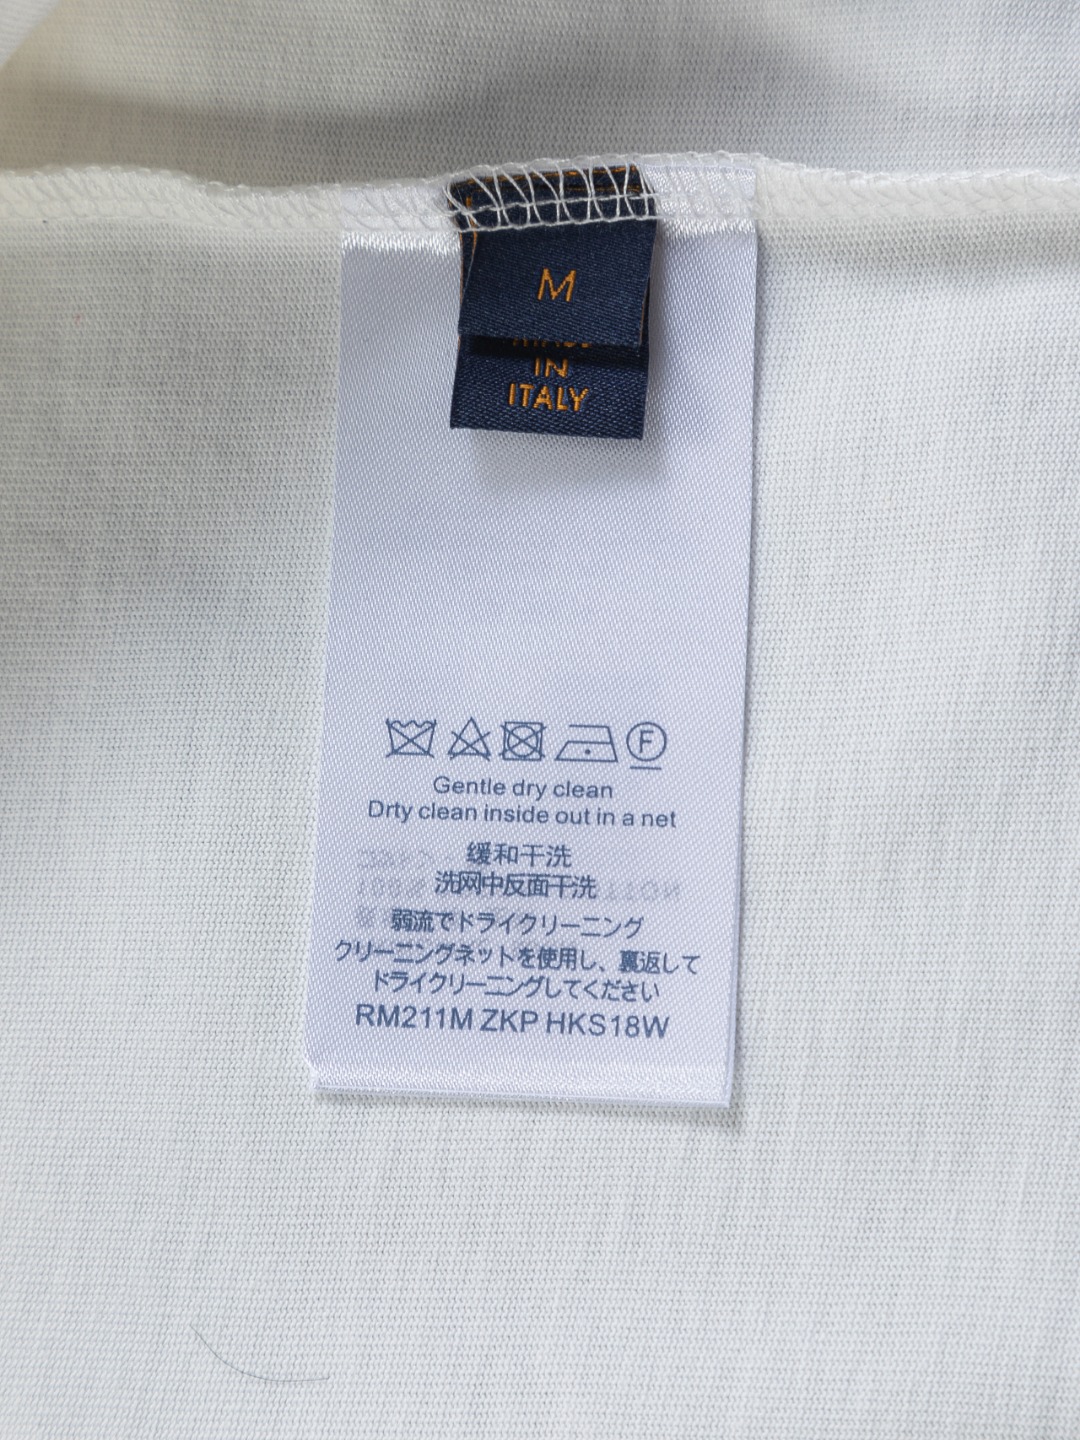 M
MADE
IN
ITALY
F
Gentle dry clean
Drty clean inside out in a net
缓和干洗
洗网中反面干洗
弱流でドライクリーニング
クリーニングネットを使用し、裏返して
ドライクリーニングしてください
RM211M ZKP HKS18W